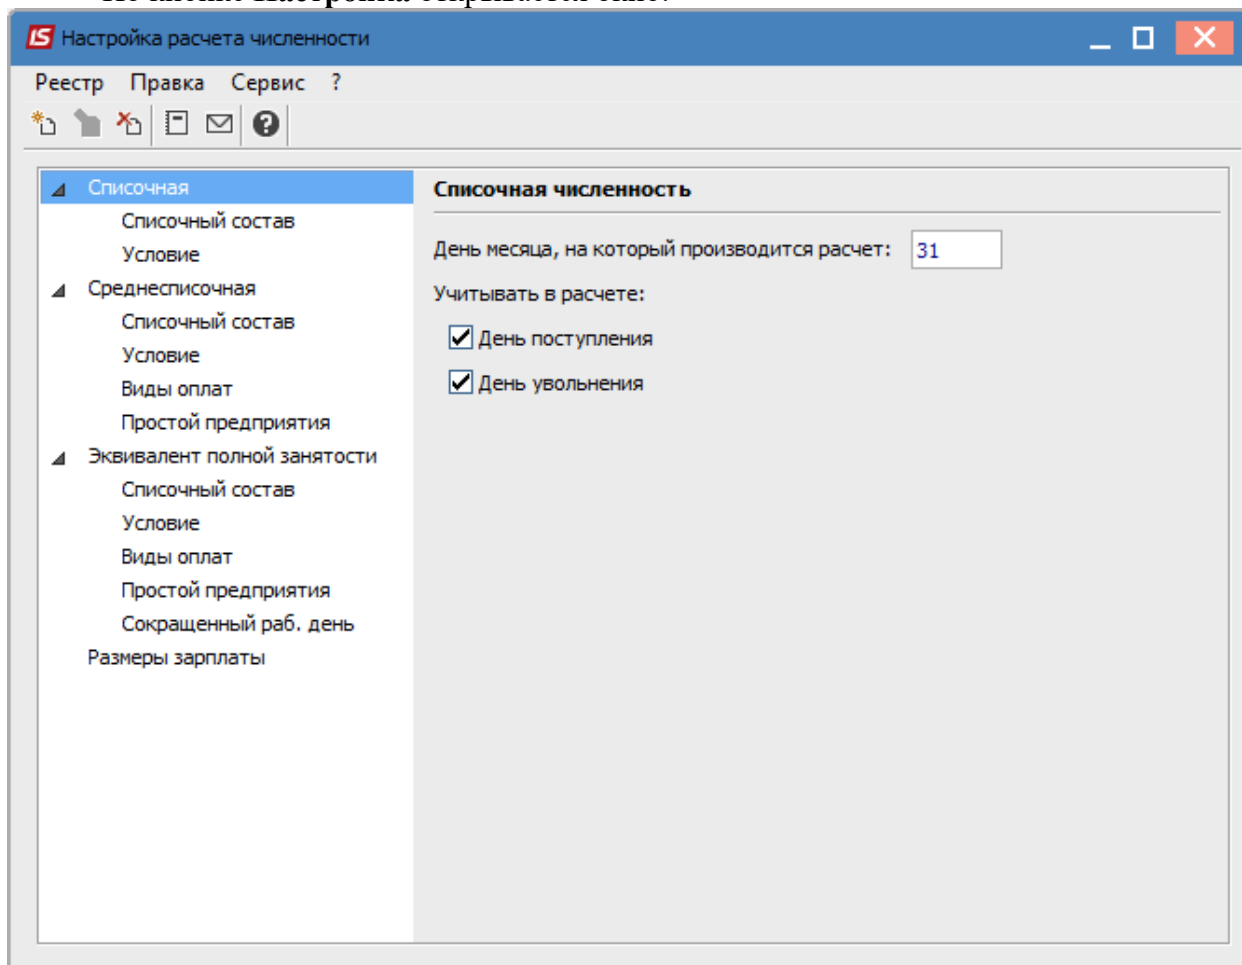 Настройка
IS Настройка расчета численности
Реестр Правка Сервис ?
Списочная
Списочный состав
Условие
Среднесписочная
Списочный состав
Условие
Виды оплат
Простой предприятия
Эквивалент полной занятости
Списочный состав
Условие
Виды оплат
Простой предприятия
Сокращенный раб. день
Размеры зарплаты
Списочная численность
День месяца, на который производится расчет: 31
Учитывать в расчете:
День поступления
День увольнения